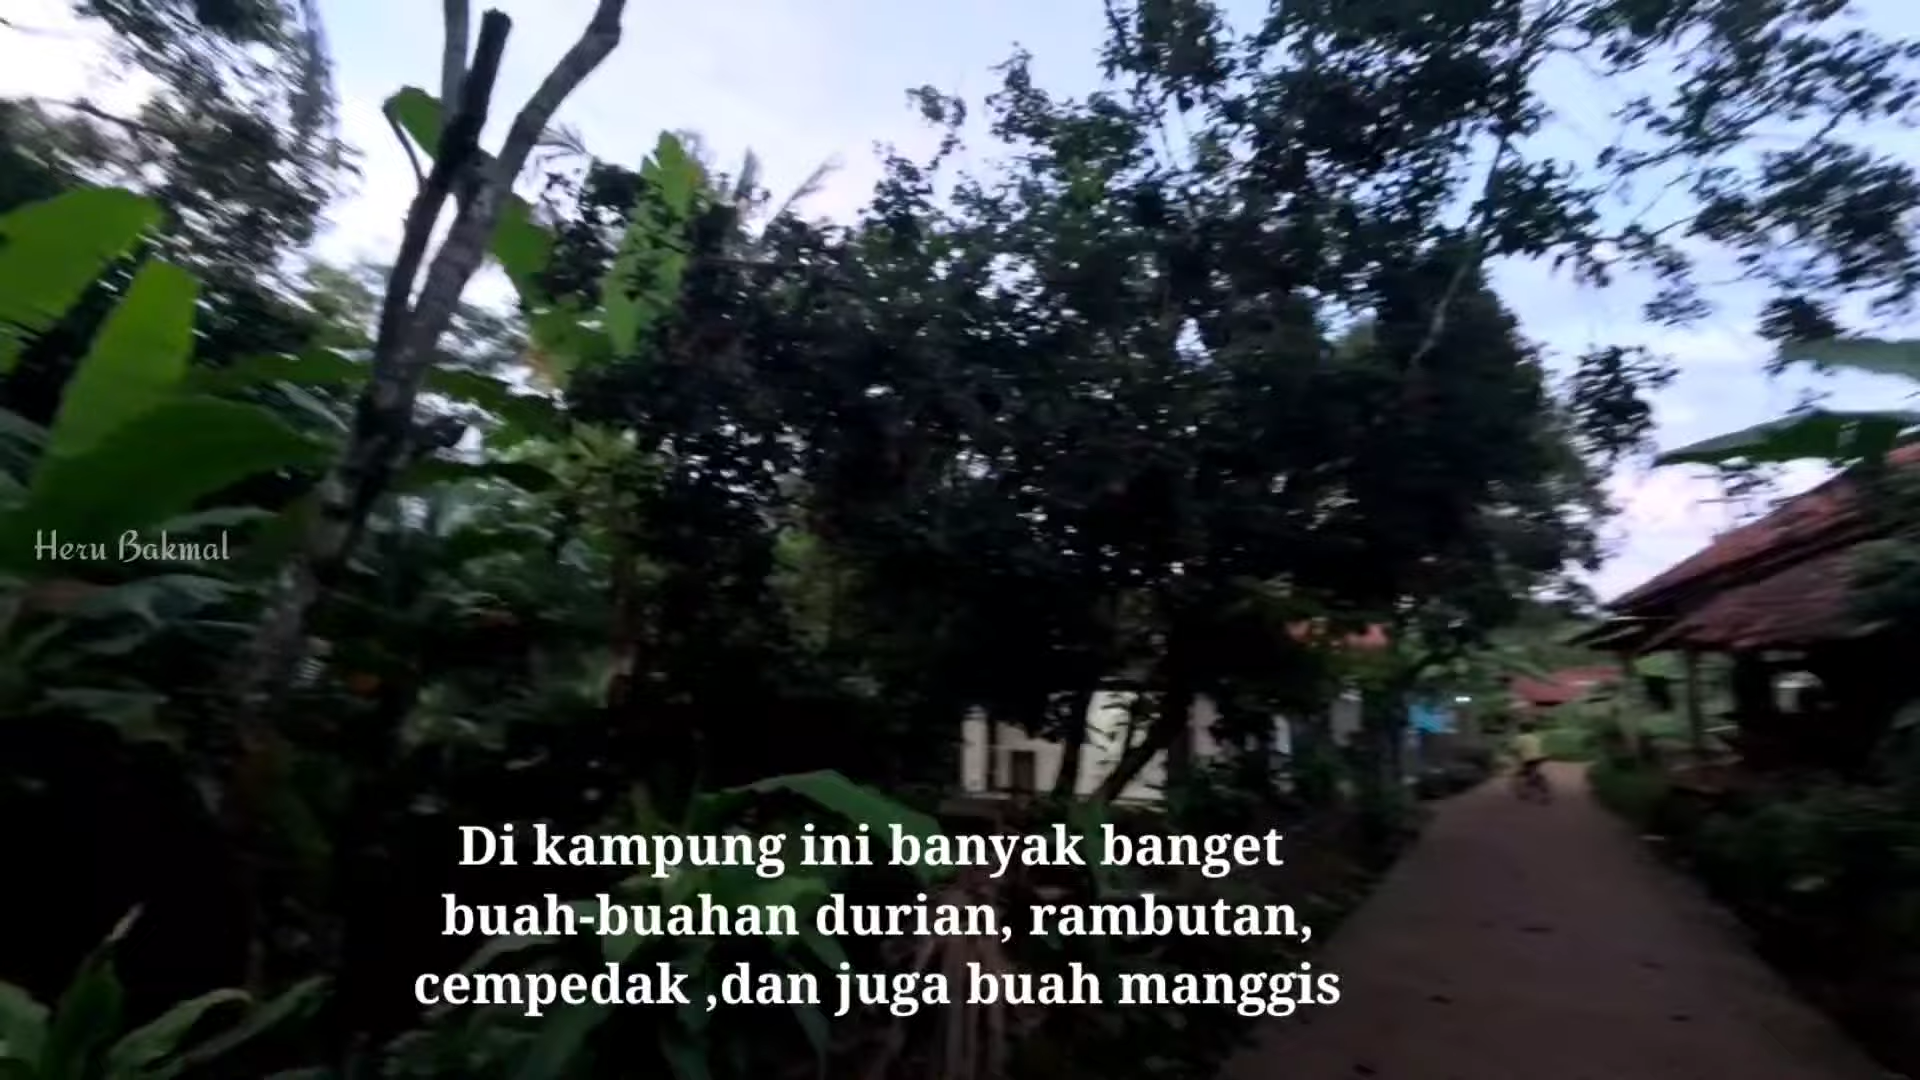 Heru Bakmal
Di kampung ini banyak banget
buah-buahan durian, rambutan,
cempedak ,dan juga buah manggis